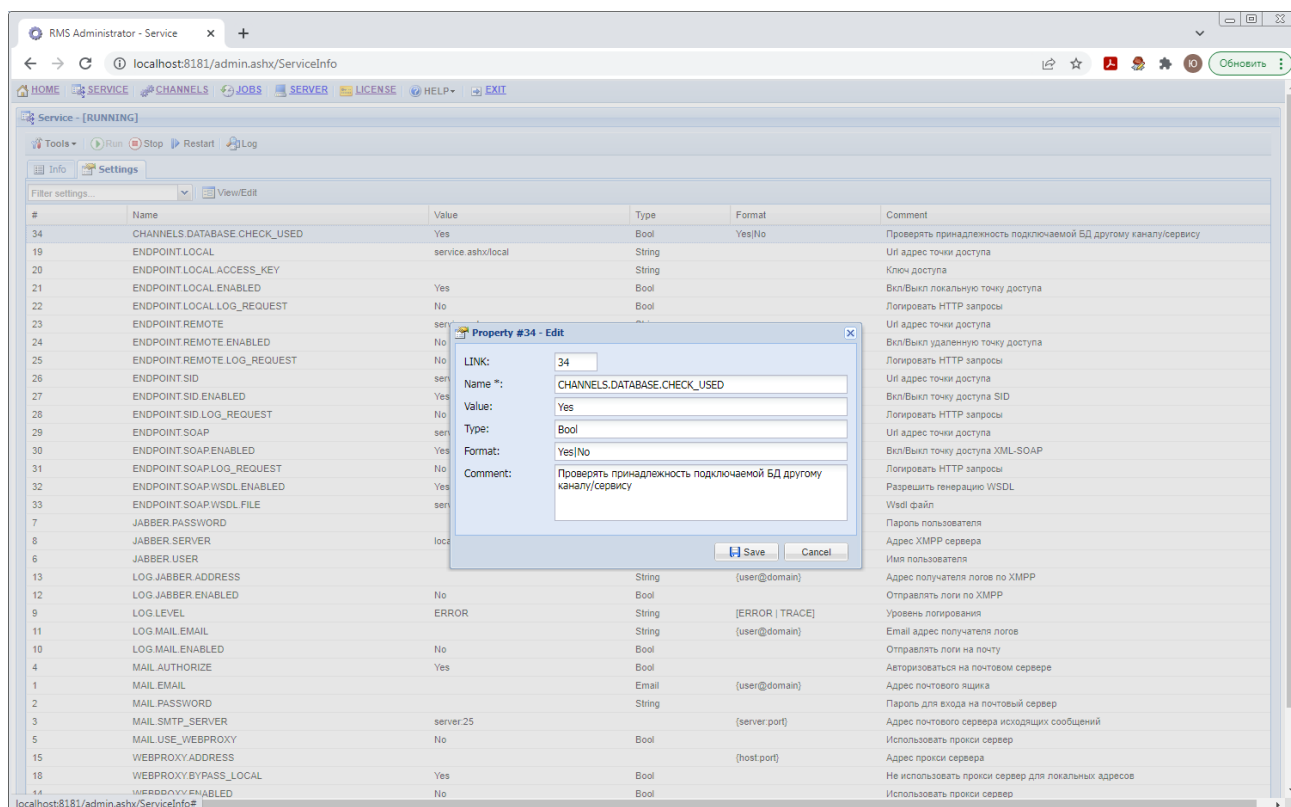 RMS Administrator - Service
localhost:8181/admin.ashx/ServiceInfo
Ю Обновить
HOME SERVICE CHANNELS JOBS SERVER LICENSE HELP EXIT
Service - [RUNNING]
Tools Run Stop Restart Log
Info Settings
Filter settings... View/Edit
# Name Value Type Format Comment
34 CHANNELS.DATABASE.CHECK_USED Yes Bool Yes|No Проверять принадлежность подключаемой БД другому каналу/сервису
19 ENDPOINT.LOCAL service.ashx/local String Url адрес точки доступа
20 ENDPOINT.LOCAL.ACCESS_KEY String Ключ доступа
21 ENDPOINT.LOCAL.ENABLED Yes Bool Вкл/Выкл локальную точку доступа
22 ENDPOINT.LOCAL.LOG_REQUEST No Bool Логировать HTTP запросы
23 ENDPOINT.REMOTE Url адрес точки доступа
24 ENDPOINT.REMOTE.ENABLED No Вкл/Выкл удаленную точку доступа
25 ENDPOINT.REMOTE.LOG_REQUEST No Логировать HTTP запросы
26 ENDPOINT.SID Url адрес точки доступа
27 ENDPOINT.SID.ENABLED Yes Вкл/Выкл точку доступа SID
28 ENDPOINT.SID.LOG_REQUEST No Логировать HTTP запросы
29 ENDPOINT.SOAP Url адрес точки доступа
30 ENDPOINT.SOAP.ENABLED Yes Вкл/Выкл точку доступа XML-SOAP
31 ENDPOINT.SOAP.LOG_REQUEST No Логировать HTTP запросы
32 ENDPOINT.SOAP.WSDL.ENABLED Yes Разрешить генерацию WSDL
33 ENDPOINT.SOAP.WSDL.FILE Wsdl файл
7 JABBER.PASSWORD Пароль пользователя
8 JABBER.SERVER Адрес XMPP сервера
6 JABBER.USER Имя пользователя
13 LOG.JABBER.ADDRESS String {user@domain} Адрес получателя логов по XMPP
12 LOG.JABBER.ENABLED No Bool Отправлять логи по XMPP
9 LOG.LEVEL ERROR String [ERROR | TRACE] Уровень логирования
11 LOG.MAIL.EMAIL String {user@domain} Email адрес получателя логов
10 LOG.MAIL.ENABLED No Bool Отправлять логи на почту
4 MAIL.AUTHORIZE Yes Bool Авторизоваться на почтовом сервере
1 MAIL.EMAIL Email {user@domain} Адрес почтового ящика
2 MAIL.PASSWORD String Пароль для входа на почтовый сервер
3 MAIL.SMTP_SERVER server:25 {server:port} Адрес почтового сервера исходящих сообщений
5 MAIL.USE_WEBPROXY No Bool Использовать прокси сервер
15 WEBPROXY.ADDRESS {host:port} Адрес прокси сервера
18 WEBPROXY.BYPASS_LOCAL Yes Bool Не использовать прокси сервер для локальных адресов
14 WEBPROXY.ENABLED No Bool Использовать прокси сервер
localhost:8181/admin.ashx/ServiceInfo#
Property #34 - Edit
LINK: 34
Name *: CHANNELS.DATABASE.CHECK_USED
Value: Yes
Type: Bool
Format: Yes|No
Comment: Проверять принадлежность подключаемой БД другому
каналу/сервису
Save Cancel